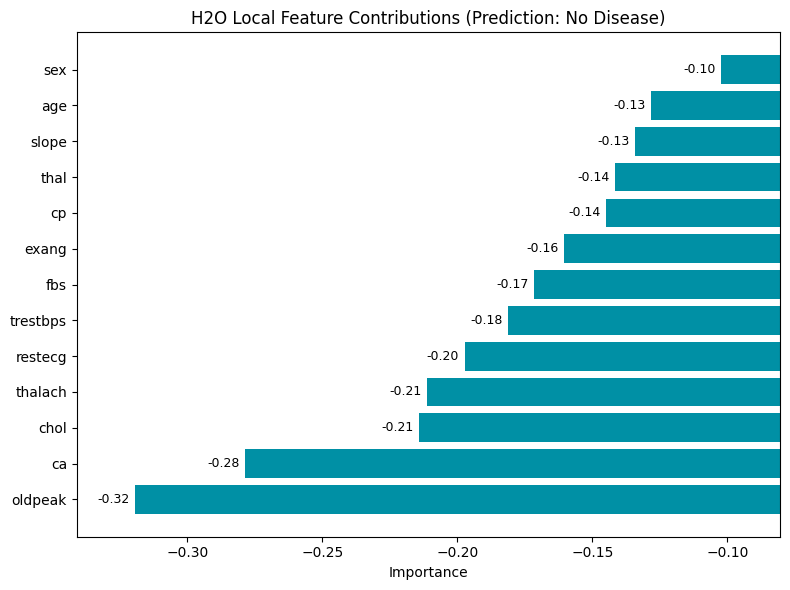 H2O Local Feature Contributions (Prediction: No Disease)
sex -0.10
age -0.13
slope -0.13
thal -0.14
cp -0.14
exang -0.16
fbs -0.17
trestbps -0.18
restecg -0.20
thalach -0.21
chol -0.21
ca -0.28
oldpeak -0.32
−0.30 −0.25 −0.20 −0.15 −0.10
Importance